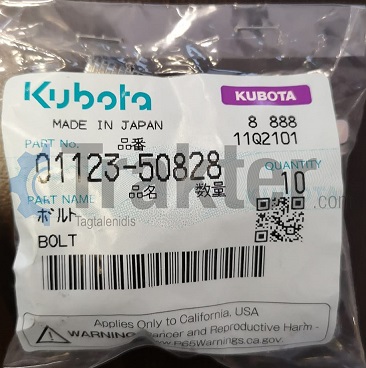 Kubota KUBOTA
MADE IN JAPAN 8 888
11Q2101
PART No. 品番
01123-50828
品名 数量 QUANTITY
10
PART NAME
ボルト
BOLT
Traktor
.com
Tagtalenidis
Applies Only to California, USA
WARNING: Cancer and Reproductive Harm -
www.P65Warnings.ca.gov.